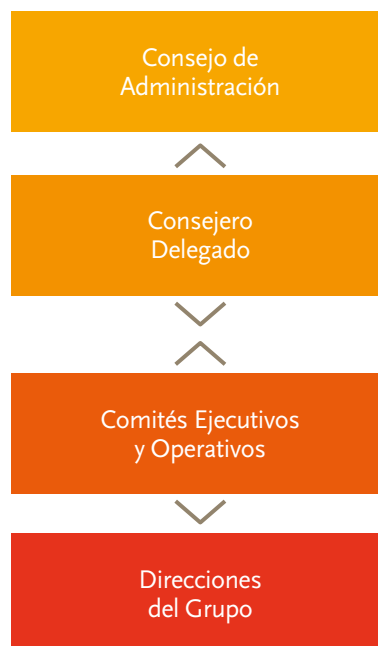 Consejo de
Administración
Consejero
Delegado
Comités Ejecutivos
y Operativos
Direcciones
del Grupo